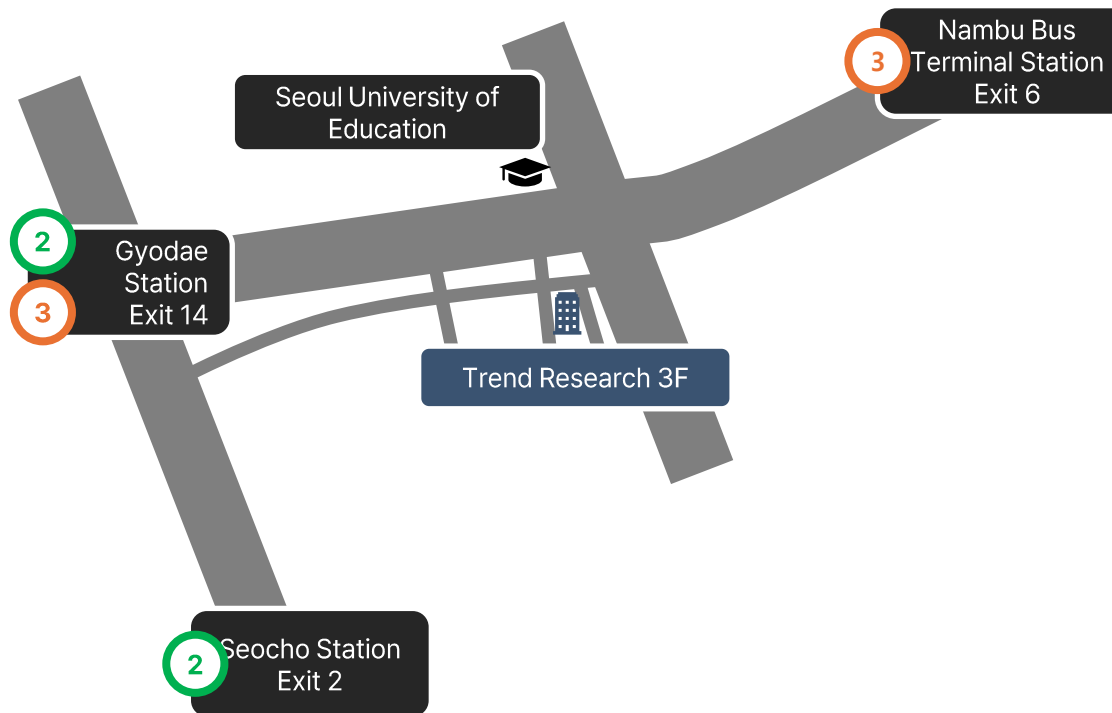 3
Nambu Bus
Terminal Station
Exit 6
Seoul University of
Education
2
3
Gyodae
Station
Exit 14
Trend Research 3F
2
Seocho Station
Exit 2